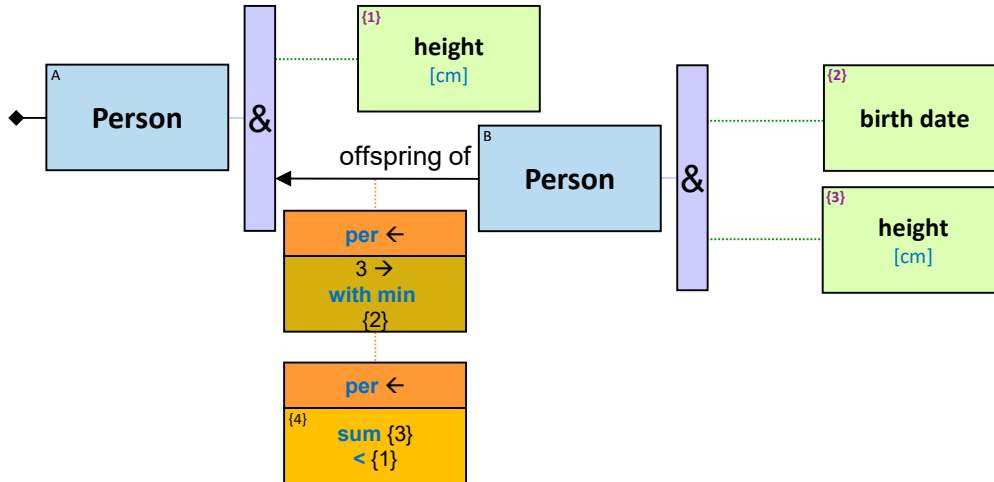 A
Person
&
{1}
height
[cm]
offspring of
B
Person
&
{2}
birth date
{3}
height
[cm]
per ←
3 →
with min
{2}
per ←
{4}
sum {3}
< {1}